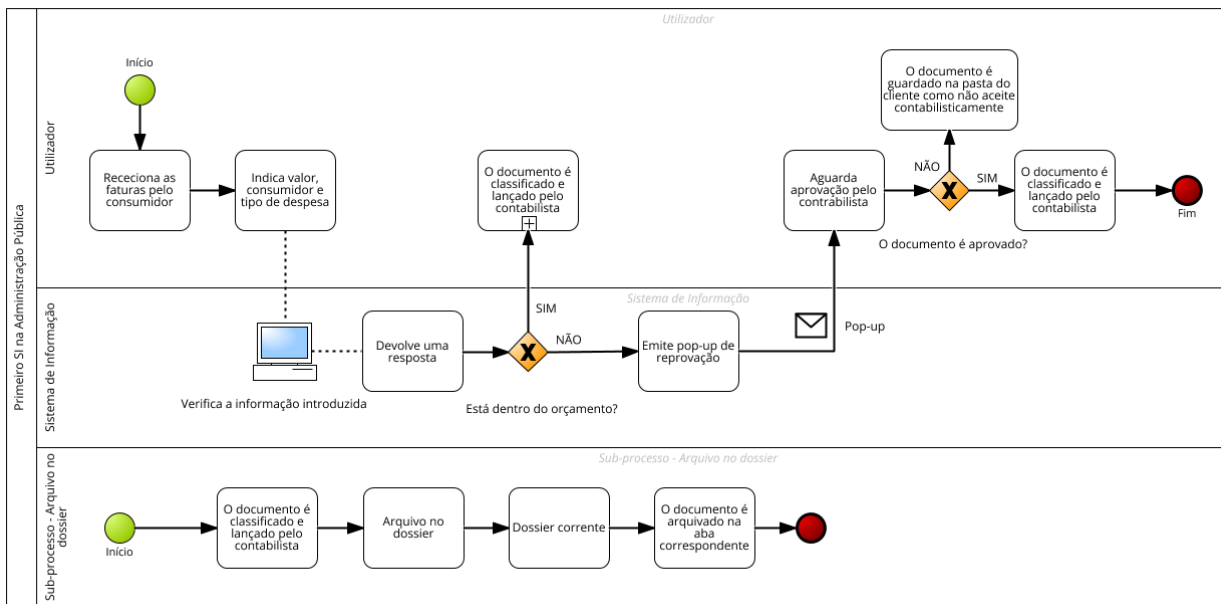 Primeiro SI na Administração Pública
Utilizador
Utilizador
Início
Receciona as
faturas pelo
consumidor
Indica valor,
consumidor e
tipo de despesa
O documento é
classificado e
lançado pelo
contabilista
Aguarda
aprovação pelo
contrabilista
O documento é
guardado na pasta do
cliente como não aceite
contabilisticamente
NÃO
SIM
O documento é aprovado?
O documento é
classificado e
lançado pelo
contabilista
Fim
Sistema de Informação
Sistema de Informação
Verifica a informação introduzida
Devolve uma
resposta
SIM
NÃO
Está dentro do orçamento?
Emite pop-up de
reprovação
Pop-up
Sub-processo - Arquivo no
dossier
Sub-processo - Arquivo no dossier
Início
O documento é
classificado e
lançado pelo
contabilista
Arquivo no
dossier
Dossier corrente
O documento é
arquivado na
aba
correspondente